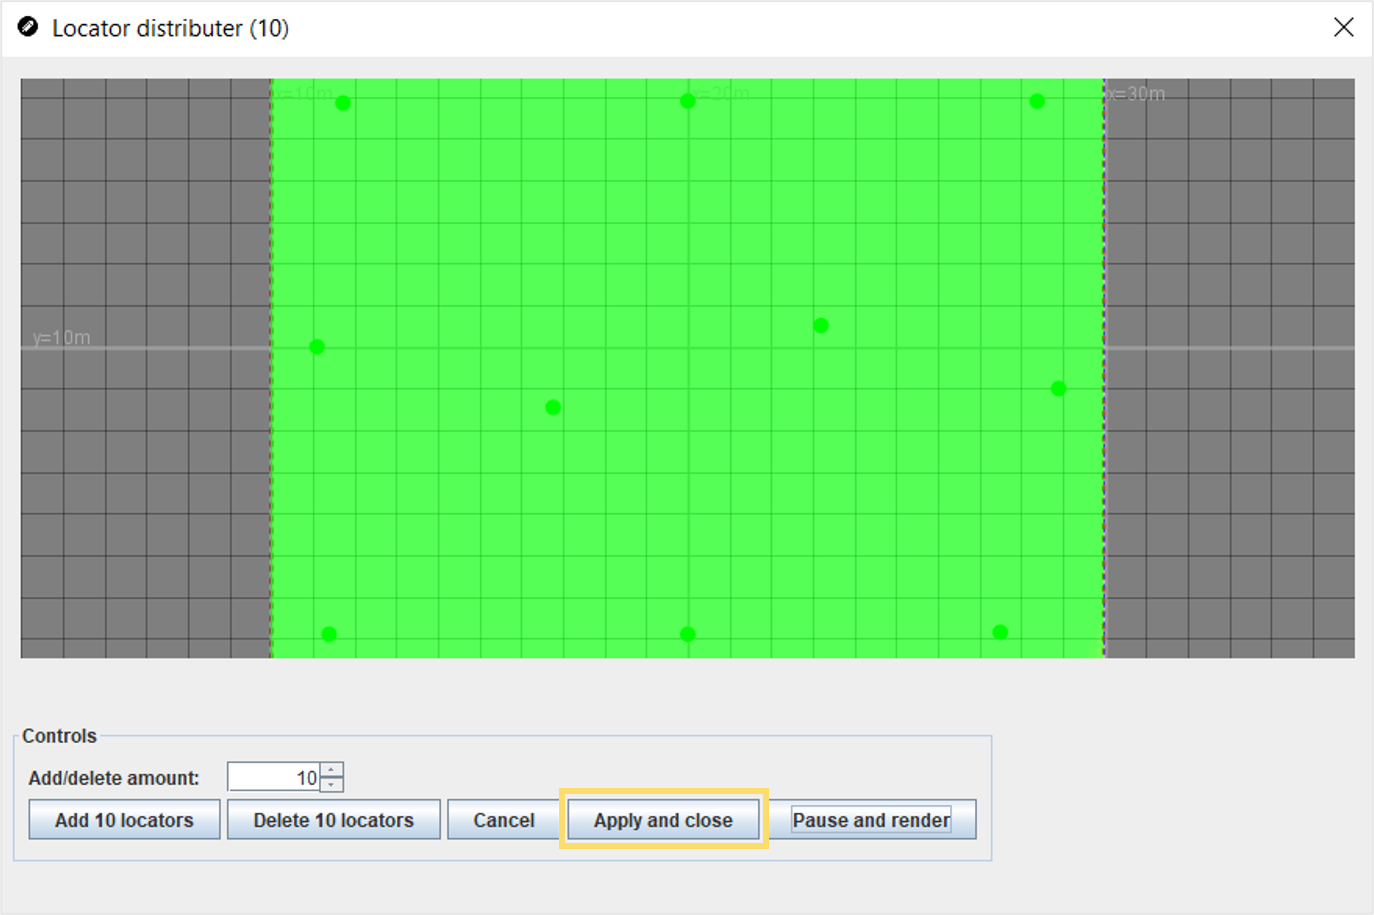 Locator distributer (10)
x=10m
x=20m
x=30m
y=10m
Controls
Add/delete amount:
10
Add 10 locators
Delete 10 locators
Cancel
Apply and close
Pause and render